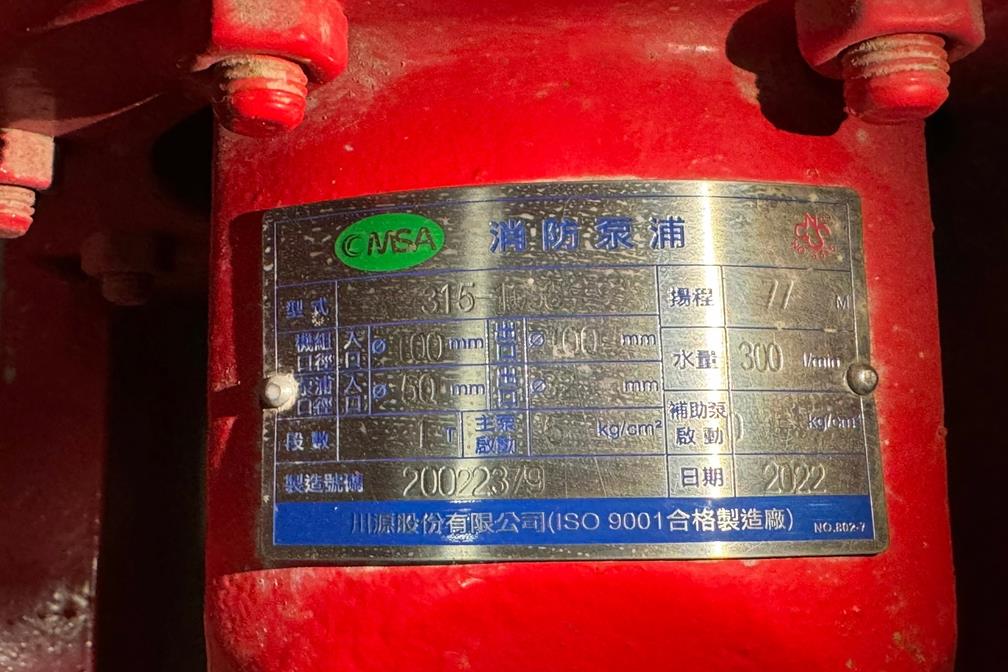 CMSA 消防泵浦
型式 揚程 77 M
機組口徑 入口 Ø 100 mm 出口 Ø 100 mm 水量 300 l/min
泵浦口徑 入口 Ø 50 mm 出口 Ø mm
段數 T 主泵啟動 kg/cm² 補助泵啟動 kg/cm²
製造號碼 20022379 日期 2022
川源股份有限公司(ISO 9001合格製造廠) NO.802-7